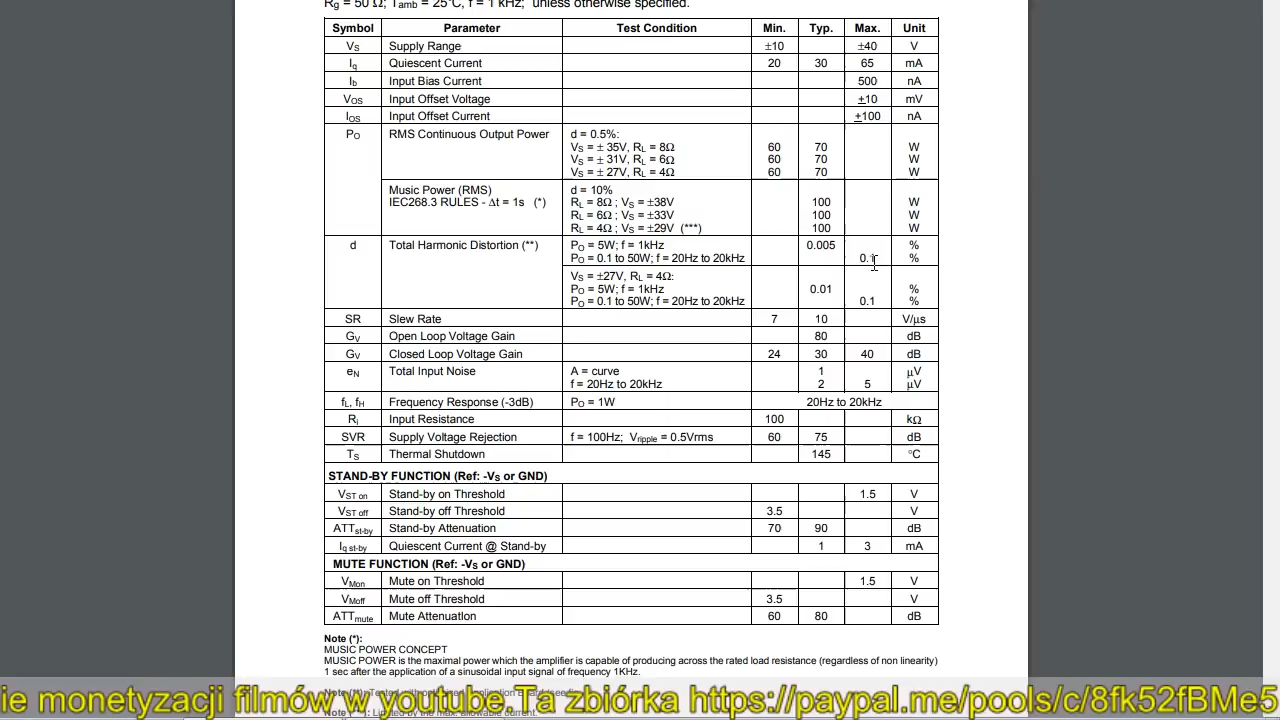 Rg = 50 Ω; Tamb = 25°C, f = 1 kHz; unless otherwise specified.
Symbol Parameter Test Condition Min. Typ. Max. Unit
VS Supply Range ±10 ±40 V
Iq Quiescent Current 20 30 65 mA
Ib Input Bias Current 500 nA
VOS Input Offset Voltage ±10 mV
IOS Input Offset Current ±100 nA
PO RMS Continuous Output Power d = 0.5%:
VS = ± 35V, RL = 8Ω 60 70 W
VS = ± 31V, RL = 6Ω 60 70 W
VS = ± 27V, RL = 4Ω 60 70 W
Music Power (RMS) d = 10%
IEC268.3 RULES - Δt = 1s (*) RL = 8Ω ; VS = ±38V 100 W
RL = 6Ω ; VS = ±33V 100 W
RL = 4Ω ; VS = ±29V (***) 100 W
d Total Harmonic Distortion (**) PO = 5W; f = 1kHz 0.005 %
PO = 0.1 to 50W; f = 20Hz to 20kHz 0.1 %
VS = ±27V, RL = 4Ω:
PO = 5W; f = 1kHz 0.01 %
PO = 0.1 to 50W; f = 20Hz to 20kHz 0.1 %
SR Slew Rate 7 10 V/μs
GV Open Loop Voltage Gain 80 dB
GV Closed Loop Voltage Gain 24 30 40 dB
eN Total Input Noise A = curve 1 μV
f = 20Hz to 20kHz 2 5 μV
fL, fH Frequency Response (-3dB) PO = 1W 20Hz to 20kHz
Ri Input Resistance 100 kΩ
SVR Supply Voltage Rejection f = 100Hz; Vripple = 0.5Vrms 60 75 dB
TS Thermal Shutdown 145 °C
STAND-BY FUNCTION (Ref: -VS or GND)
VST on Stand-by on Threshold 1.5 V
VST off Stand-by off Threshold 3.5 V
ATTst-by Stand-by Attenuation 70 90 dB
Iq st-by Quiescent Current @ Stand-by 1 3 mA
MUTE FUNCTION (Ref: -VS or GND)
VMon Mute on Threshold 1.5 V
VMoff Mute off Threshold 3.5 V
ATTmute Mute Attenuation 60 80 dB
Note (*):
MUSIC POWER CONCEPT
MUSIC POWER is the maximal power which the amplifier is capable of producing across the rated load resistance (regardless of non linearity)
1 sec after the application of a sinusoidal input signal of frequency 1KHz.
ie monetyzacji filmów w youtube.Ta zbiórka https://paypal.me/pools/c/8fk52fBMe5